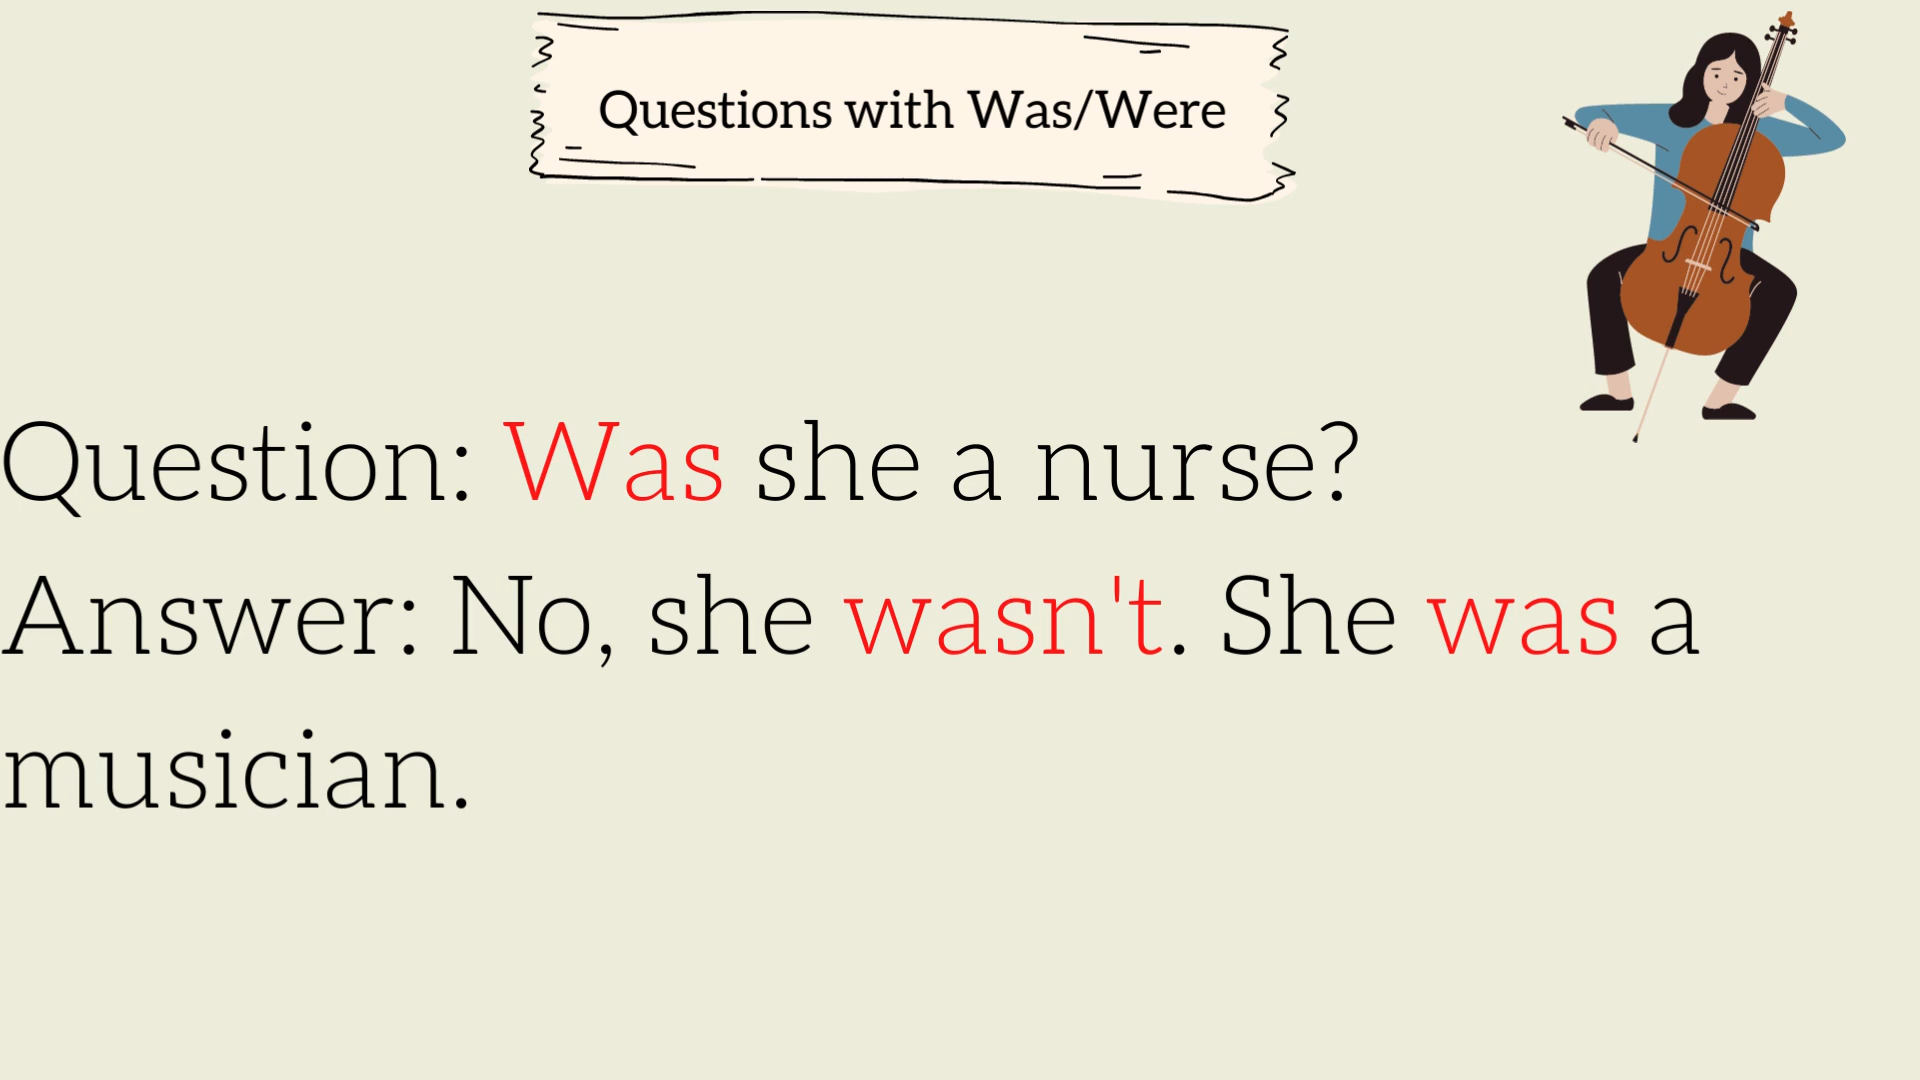 Questions with Was/Were
Question: Was she a nurse?
Answer: No, she wasn't. She was a
musician.